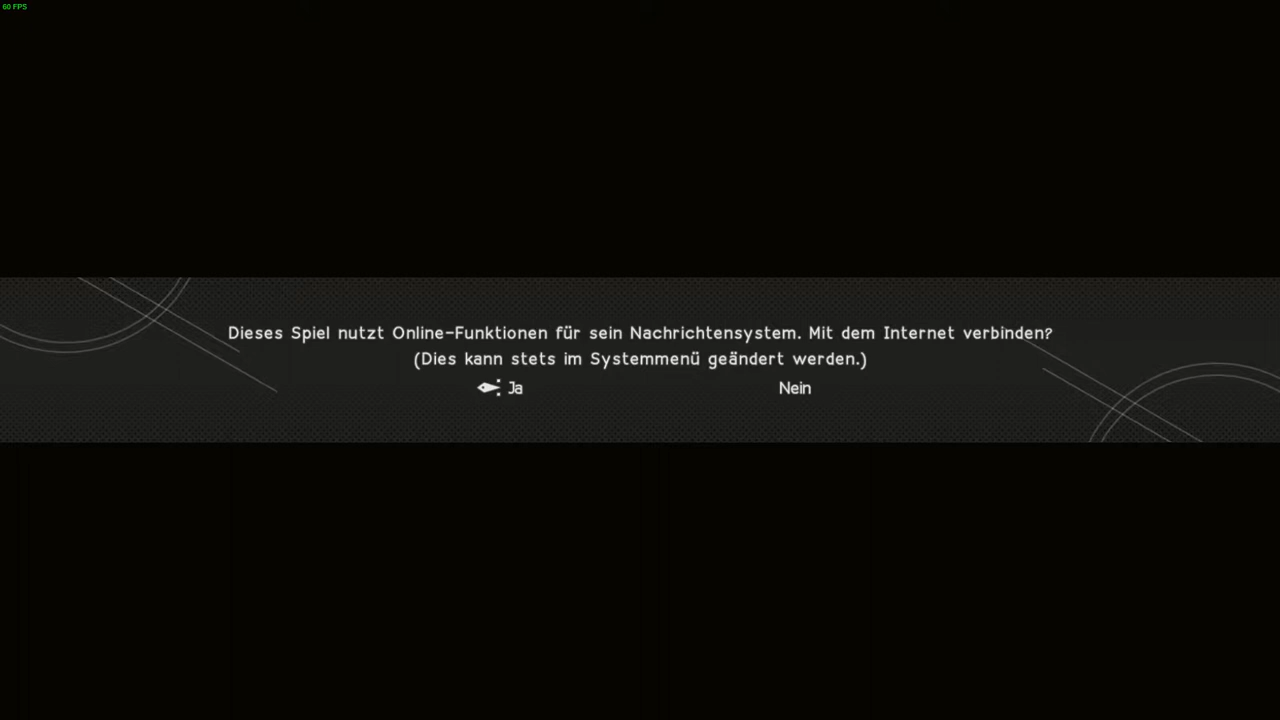 60 FPS
Dieses Spiel nutzt Online-Funktionen für sein Nachrichtensystem. Mit dem Internet verbinden?
(Dies kann stets im Systemmenü geändert werden.)
Ja Nein